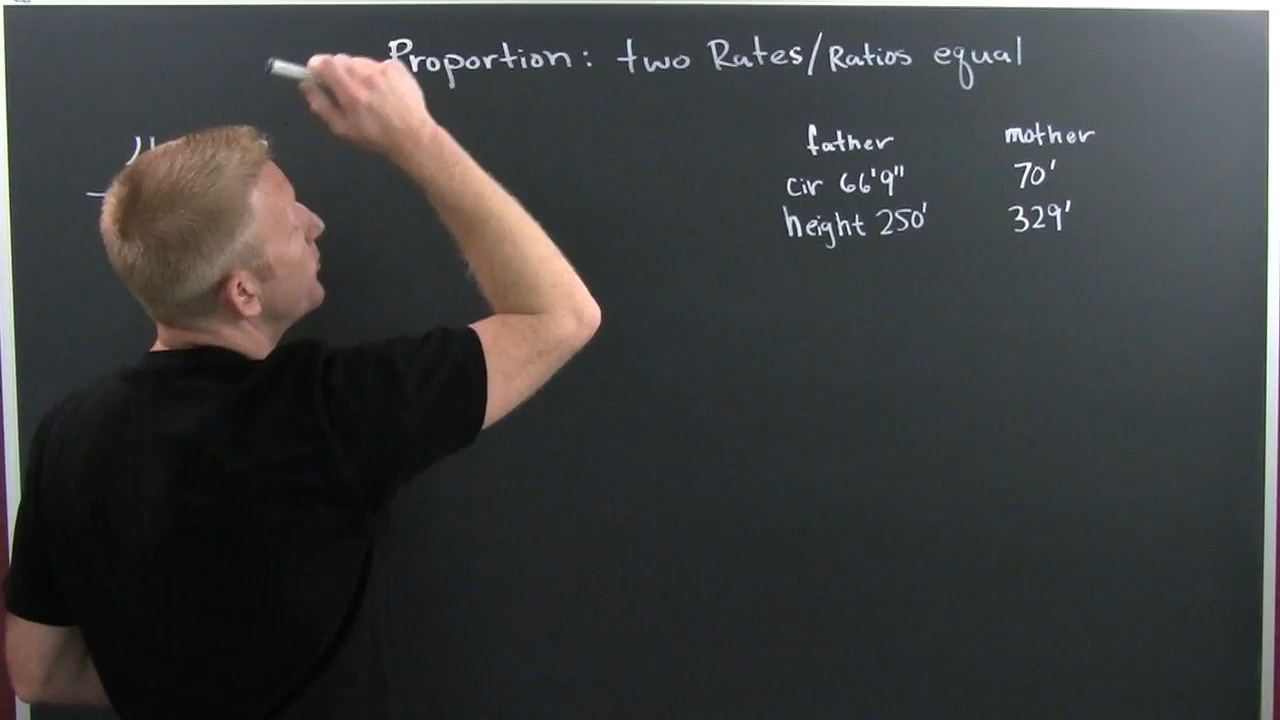 Proportion: two Rates/Ratios equal
father mother
cir 66'9" 70'
height 250' 329'